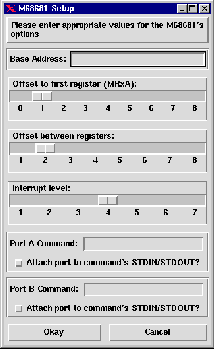 M68681 Setup
Please enter appropriate values for the M68681's
options
Base Address:
Offset to first register (MRxA):
0 1 2 3 4 5 6 7 8
Offset between registers:
1 2 3 4 5 6 7 8
Interrupt level:
1 2 3 4 5 6 7
Port A Command:
Attach port to command's STDIN/STDOUT?
Port B Command:
Attach port to command's STDIN/STDOUT?
Okay Cancel